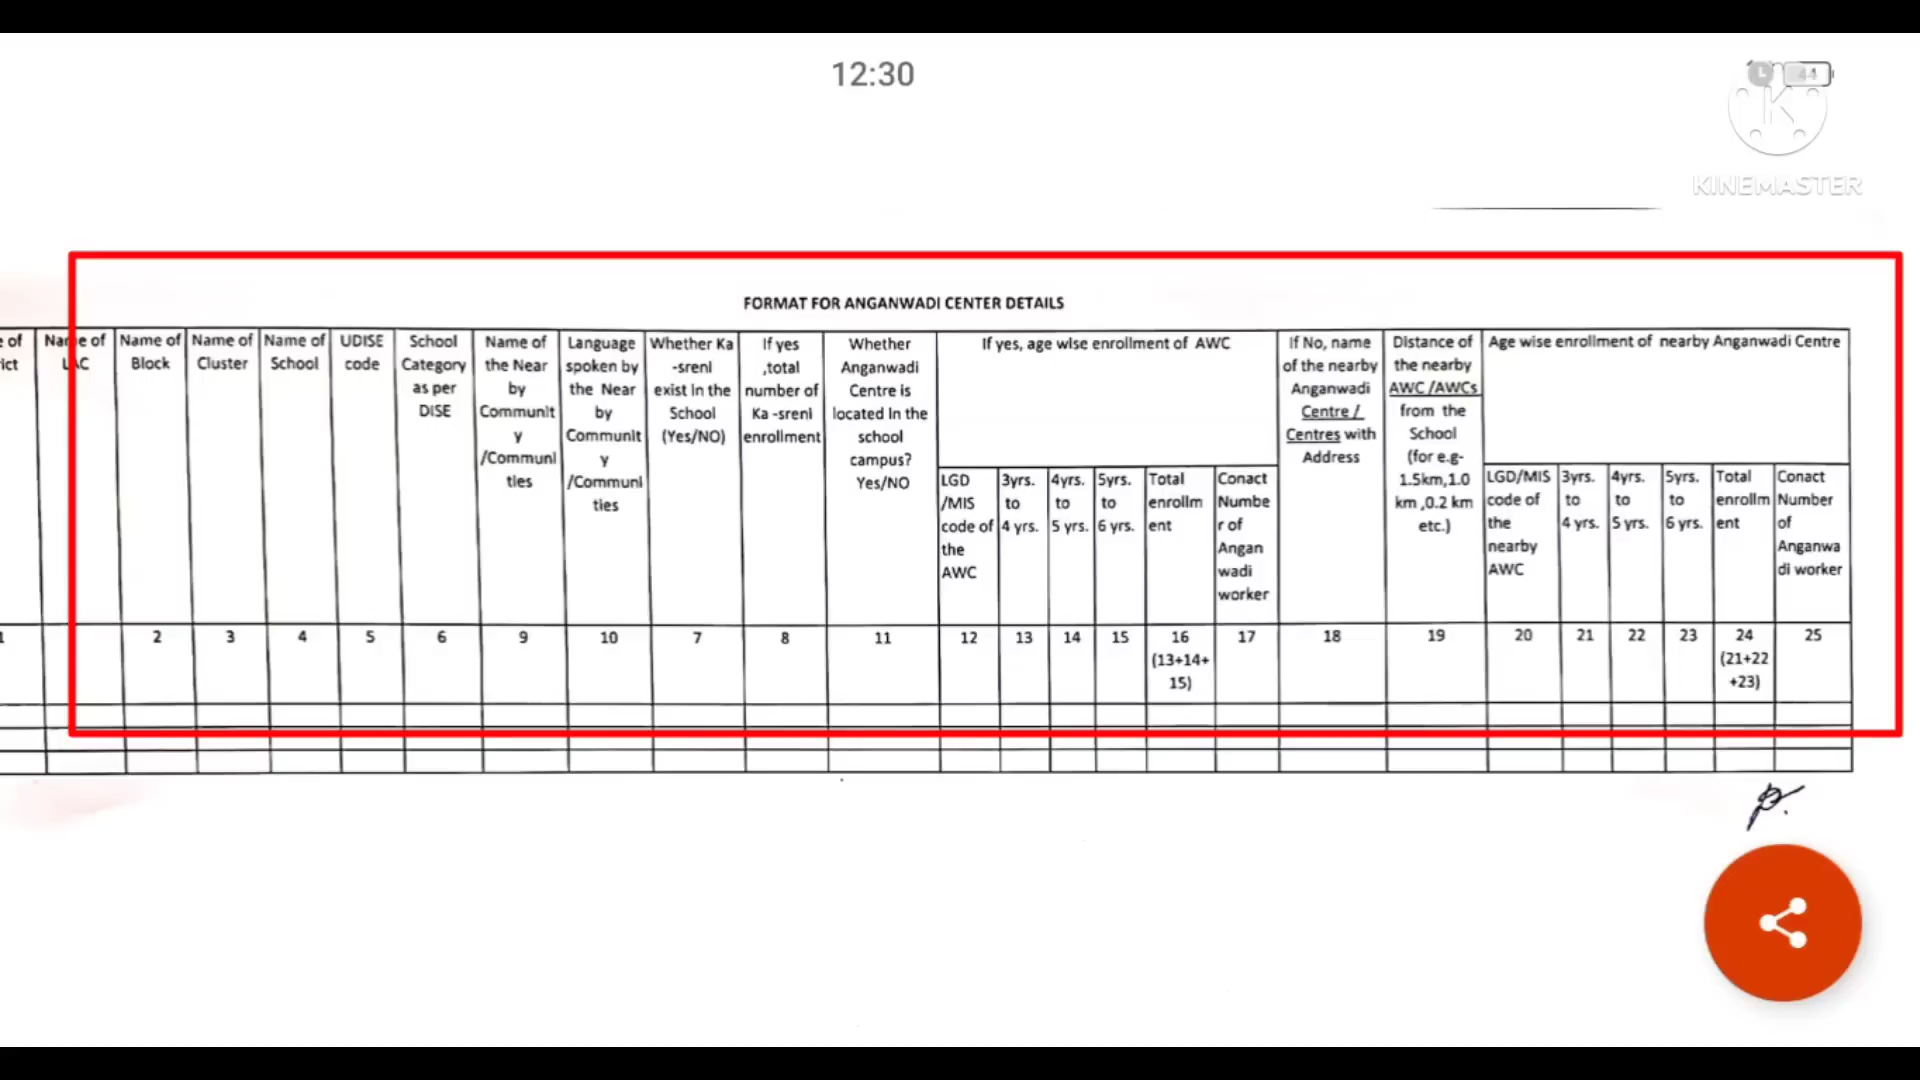 12:30
44
KINEMASTER
FORMAT FOR ANGANWADI CENTER DETAILS
Name of LAC
Name of Block
Name of Cluster
Name of School
UDISE code
School Category as per DISE
Name of the Near by Communit y /Communi ties
Language spoken by the Near by Communit y /Communi ties
Whether Ka -sreni exist in the School (Yes/NO)
If yes ,total number of Ka -sreni enrollment
Whether Anganwadi Centre is located in the school campus? Yes/NO
If yes, age wise enrollment of AWC
LGD /MIS code of the AWC
3yrs. to 4 yrs.
4yrs. to 5 yrs.
5yrs. to 6 yrs.
Total enrollm ent
Conact Numbe r of Angan wadi worker
If No, name of the nearby Anganwadi Centre / Centres with Address
Distance of the nearby AWC /AWCs from the School (for e.g- 1.5km,1.0 km ,0.2 km etc.)
Age wise enrollment of nearby Anganwadi Centre
LGD/MIS code of the nearby AWC
3yrs. to 4 yrs.
4yrs. to 5 yrs.
5yrs. to 6 yrs.
Total enrollm ent
Conact Number of Anganwa di worker
2 3 4 5 6 9 10 7 8 11 12 13 14 15 16 (13+14+ 15) 17 18 19 20 21 22 23 24 (21+22 +23) 25